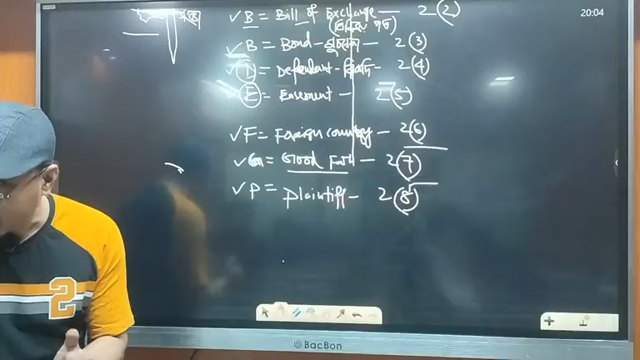 20:04
✓ B = Bill of Exchange — 2(2)
✓ B = Bond - — 2(3)
✓ D = Defendant - — 2(4)
E = Easement — 2(5)
✓ F = Foreign country - 2(6)
✓ G = Good Faith - 2(7)
✓ P = Plaintiff - 2(8)
2
BacBon